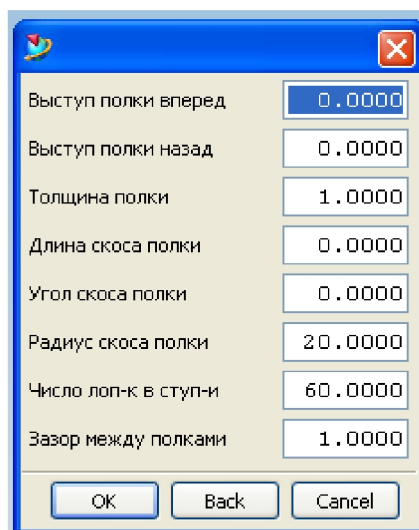 Выступ полки вперед 0.0000
Выступ полки назад 0.0000
Толщина полки 1.0000
Длина скоса полки 0.0000
Угол скоса полки 0.0000
Радиус скоса полки 20.0000
Число лоп-к в ступ-и 60.0000
Зазор между полками 1.0000
OK Back Cancel